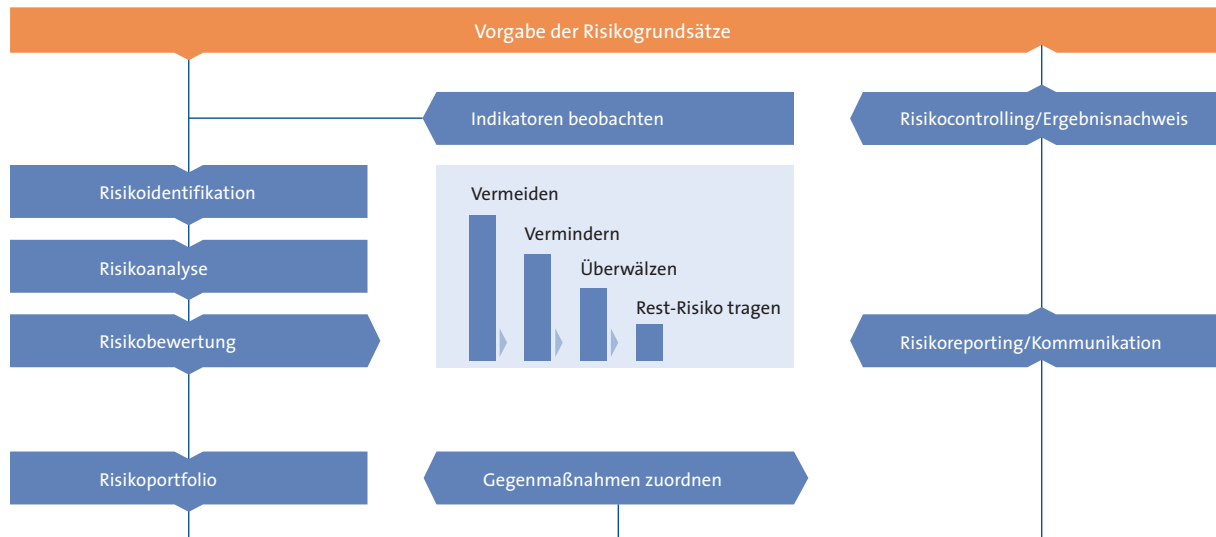 Vorgabe der Risikogrundsätze
Indikatoren beobachten
Risikocontrolling/Ergebnisnachweis
Risikoidentifikation
Risikoanalyse
Risikobewertung
Vermeiden
Vermindern
Überwälzen
Rest-Risiko tragen
Risikoreporting/Kommunikation
Risikoportfolio
Gegenmaßnahmen zuordnen